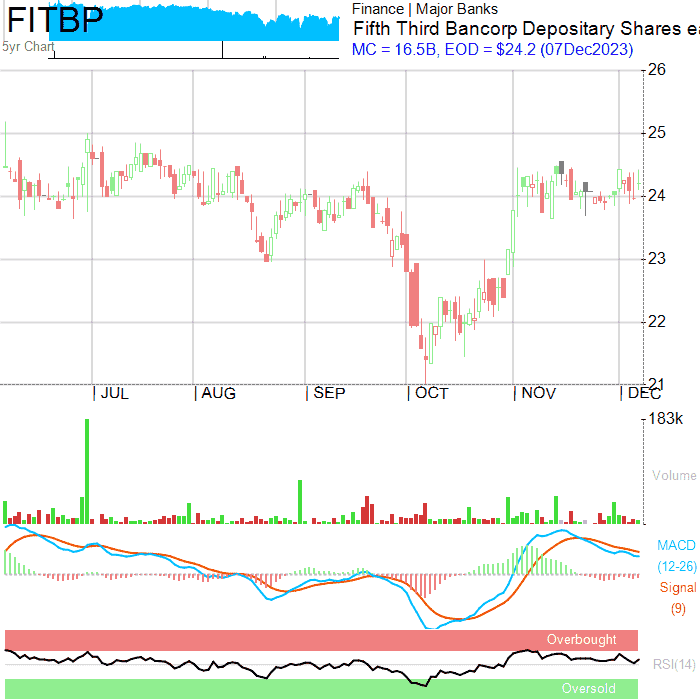 FITBP
5yr Chart
Finance | Major Banks
Fifth Third Bancorp Depositary Shares ea
MC = 16.5B, EOD = $24.2 (07Dec2023)
26
25
24
23
22
21
JUL AUG SEP OCT NOV DEC
183k
Volume
MACD
(12-26)
Signal
(9)
Overbought
RSI(14)
Oversold